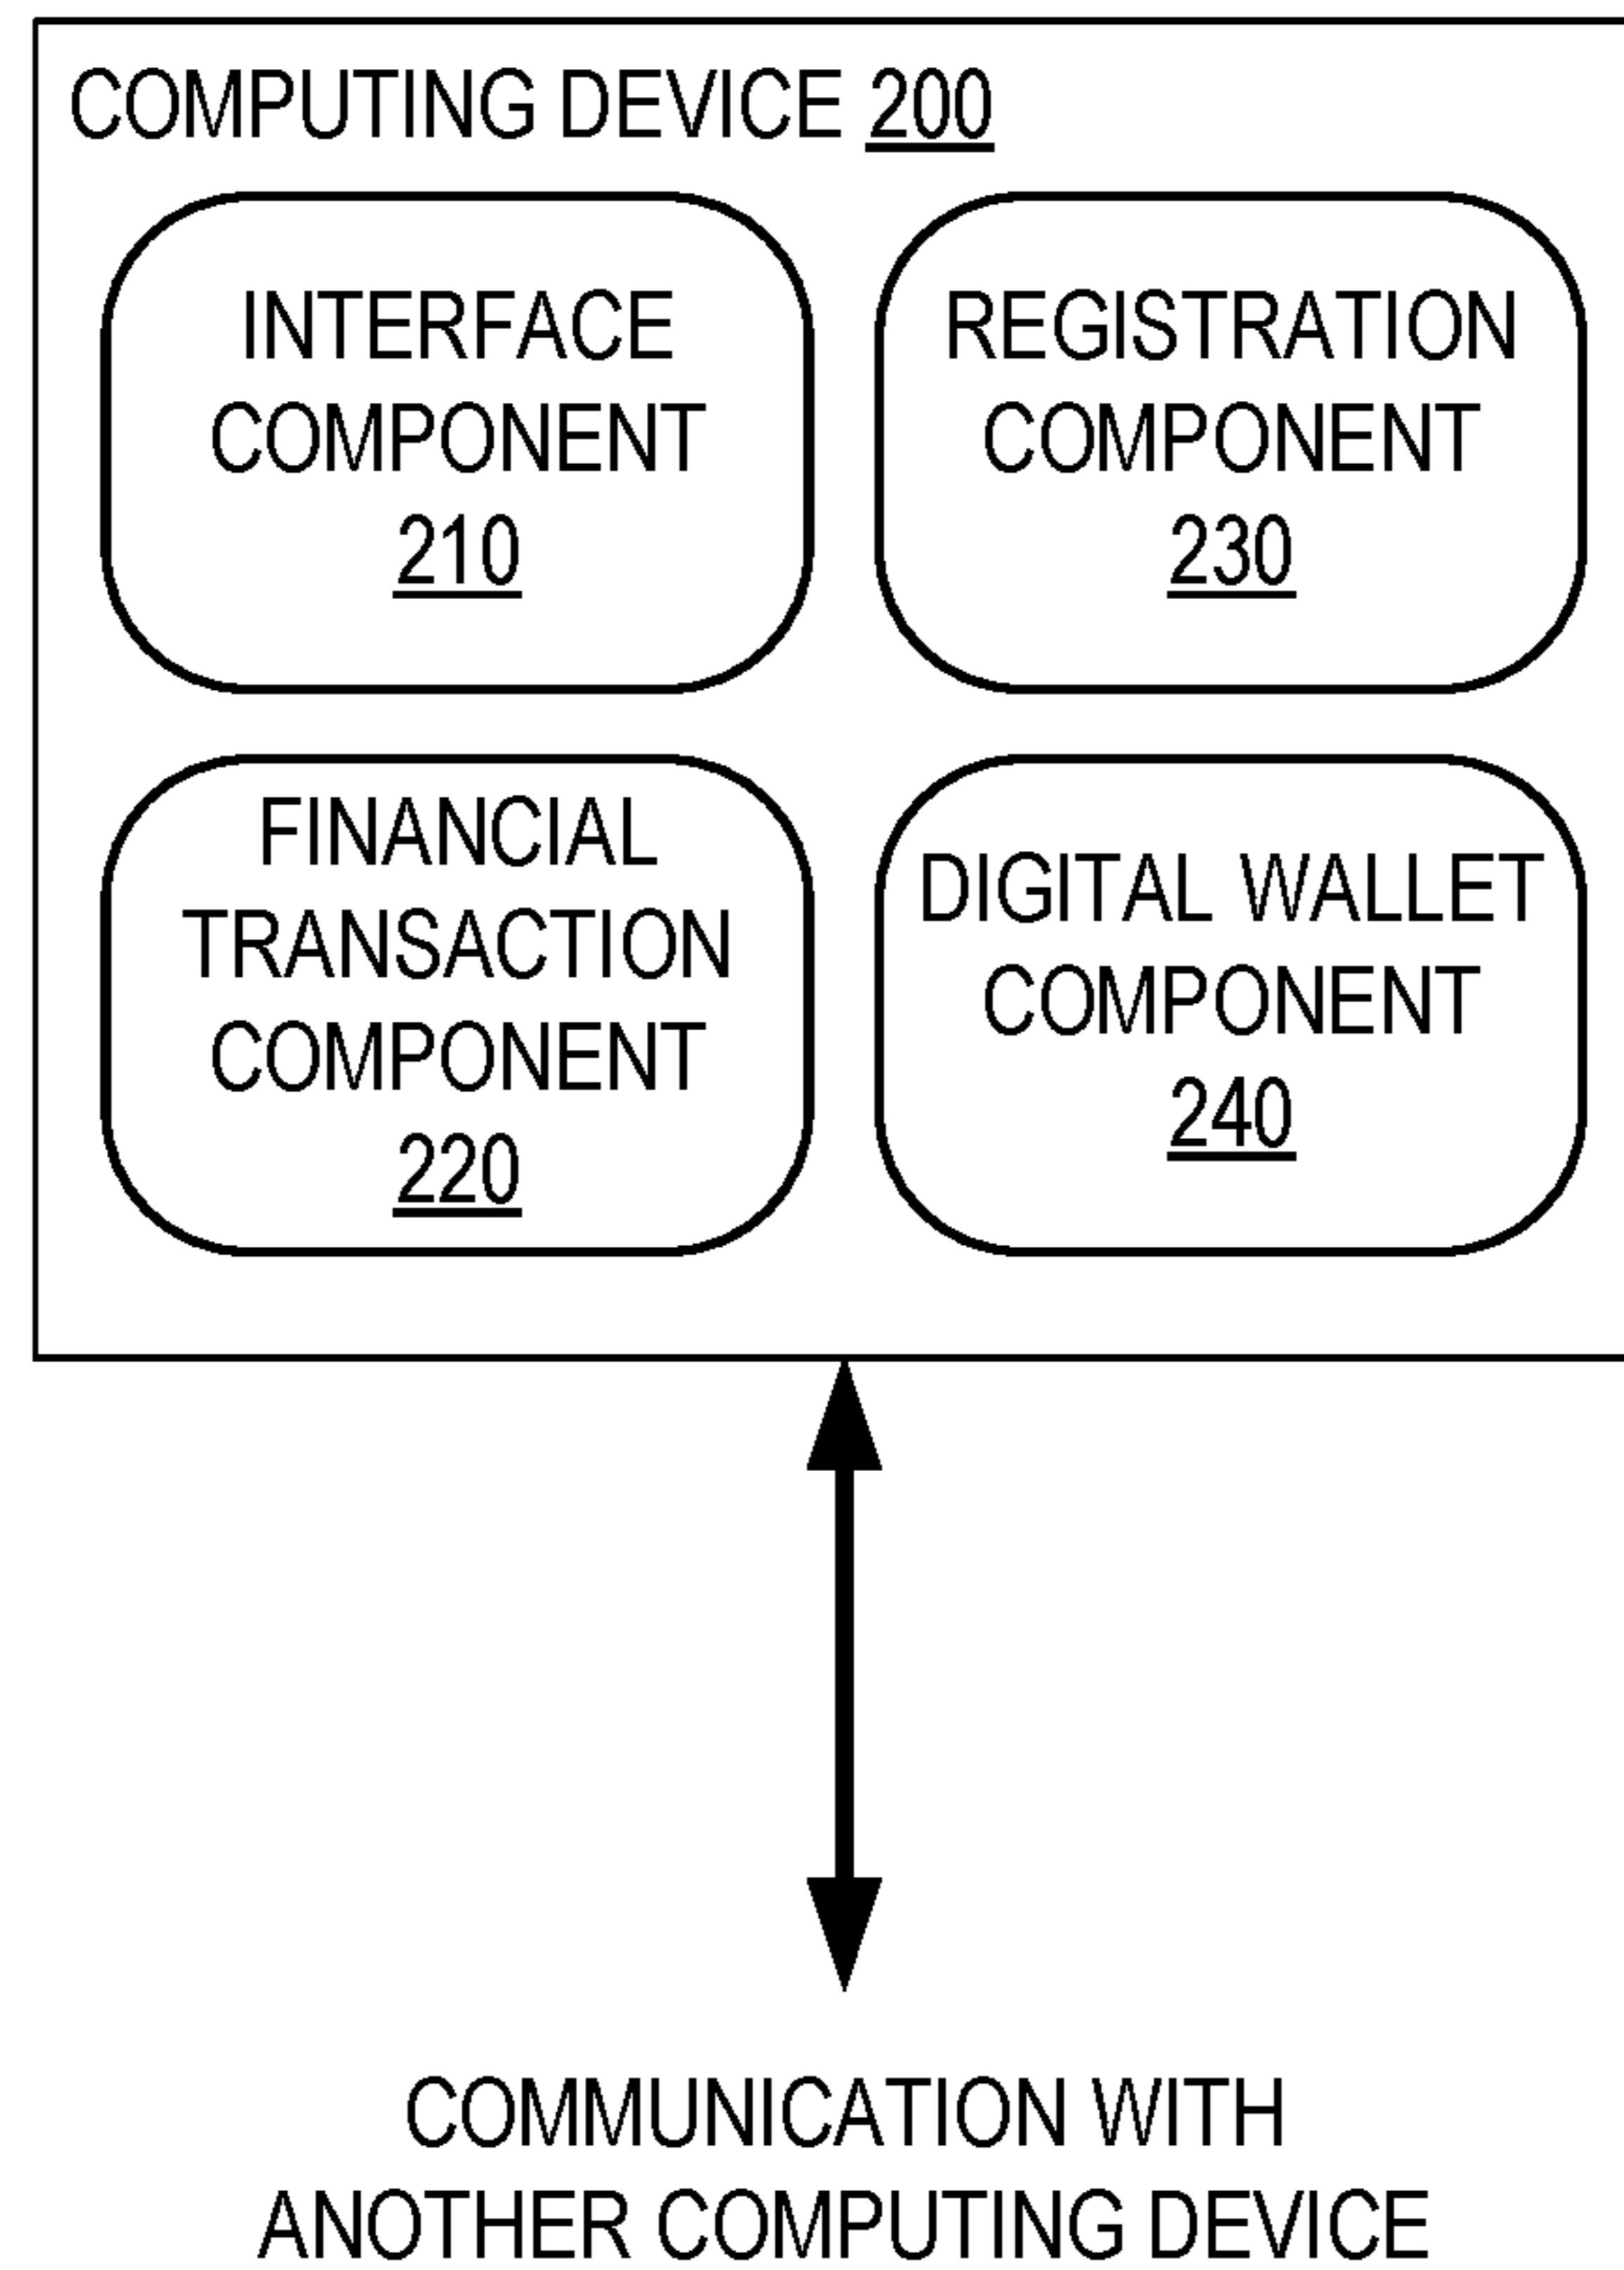 COMPUTING DEVICE 200
INTERFACE
COMPONENT
210
REGISTRATION
COMPONENT
230
FINANCIAL
TRANSACTION
COMPONENT
220
DIGITAL WALLET
COMPONENT
240
COMMUNICATION WITH
ANOTHER COMPUTING DEVICE